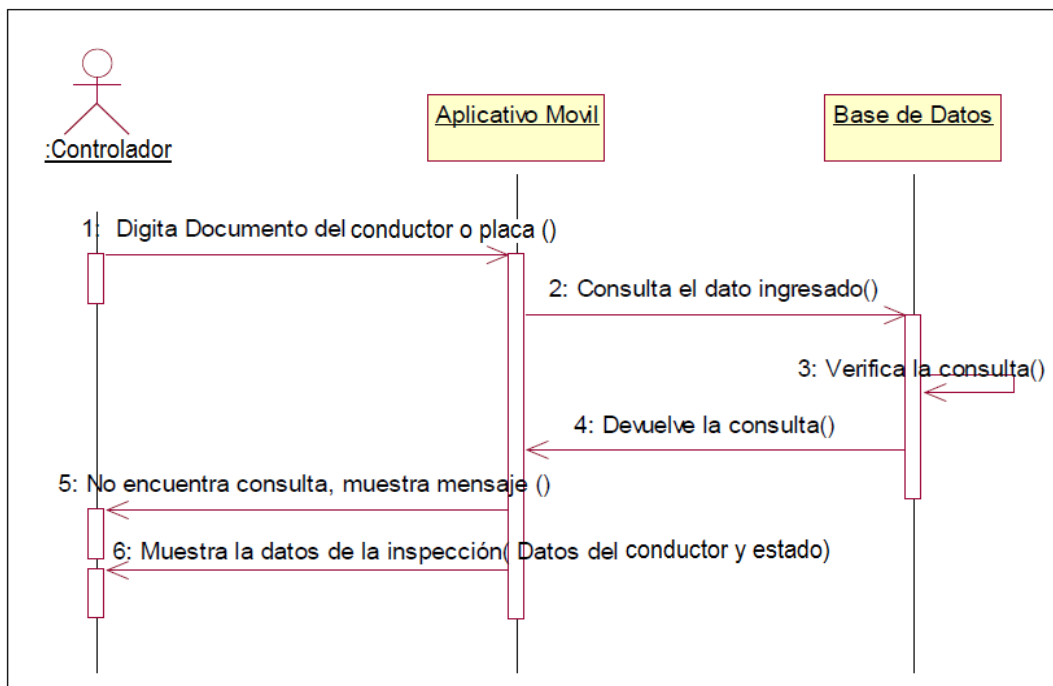 :Controlador
Aplicativo Movil
Base de Datos
1: Digita Documento del conductor o placa ()
2: Consulta el dato ingresado()
3: Verifica la consulta()
4: Devuelve la consulta()
5: No encuentra consulta, muestra mensaje ()
6: Muestra la datos de la inspección( Datos del conductor y estado)